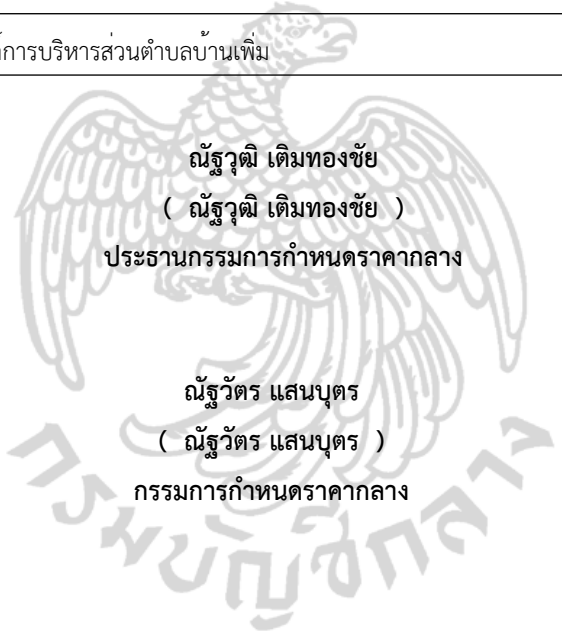 การบริหารส่วนตำบลบ้านเพิ่ม
ณัฐวุฒิ เติมทองชัย
( ณัฐวุฒิ เติมทองชัย )
ประธานกรรมการกำหนดราคากลาง
ณัฐวัตร แสนบุตร
( ณัฐวัตร แสนบุตร )
กรรมการกำหนดราคากลาง
กรมบัญชีกลาง